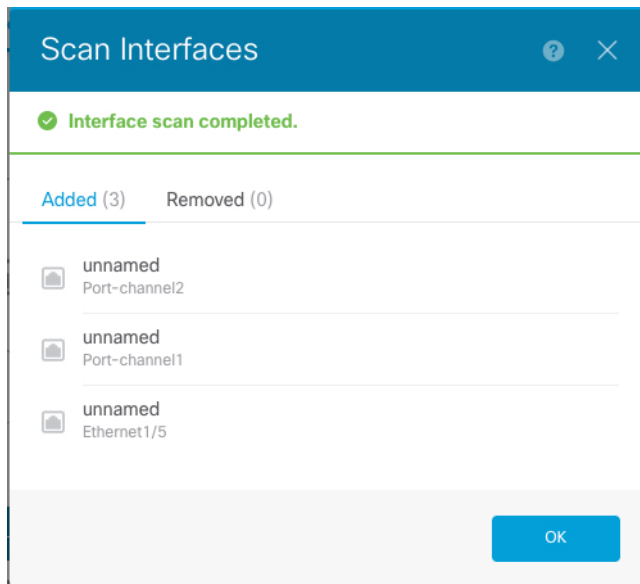 Scan Interfaces
?
Interface scan completed.
Added (3) Removed (0)
unnamed
Port-channel2
unnamed
Port-channel1
unnamed
Ethernet1/5
OK